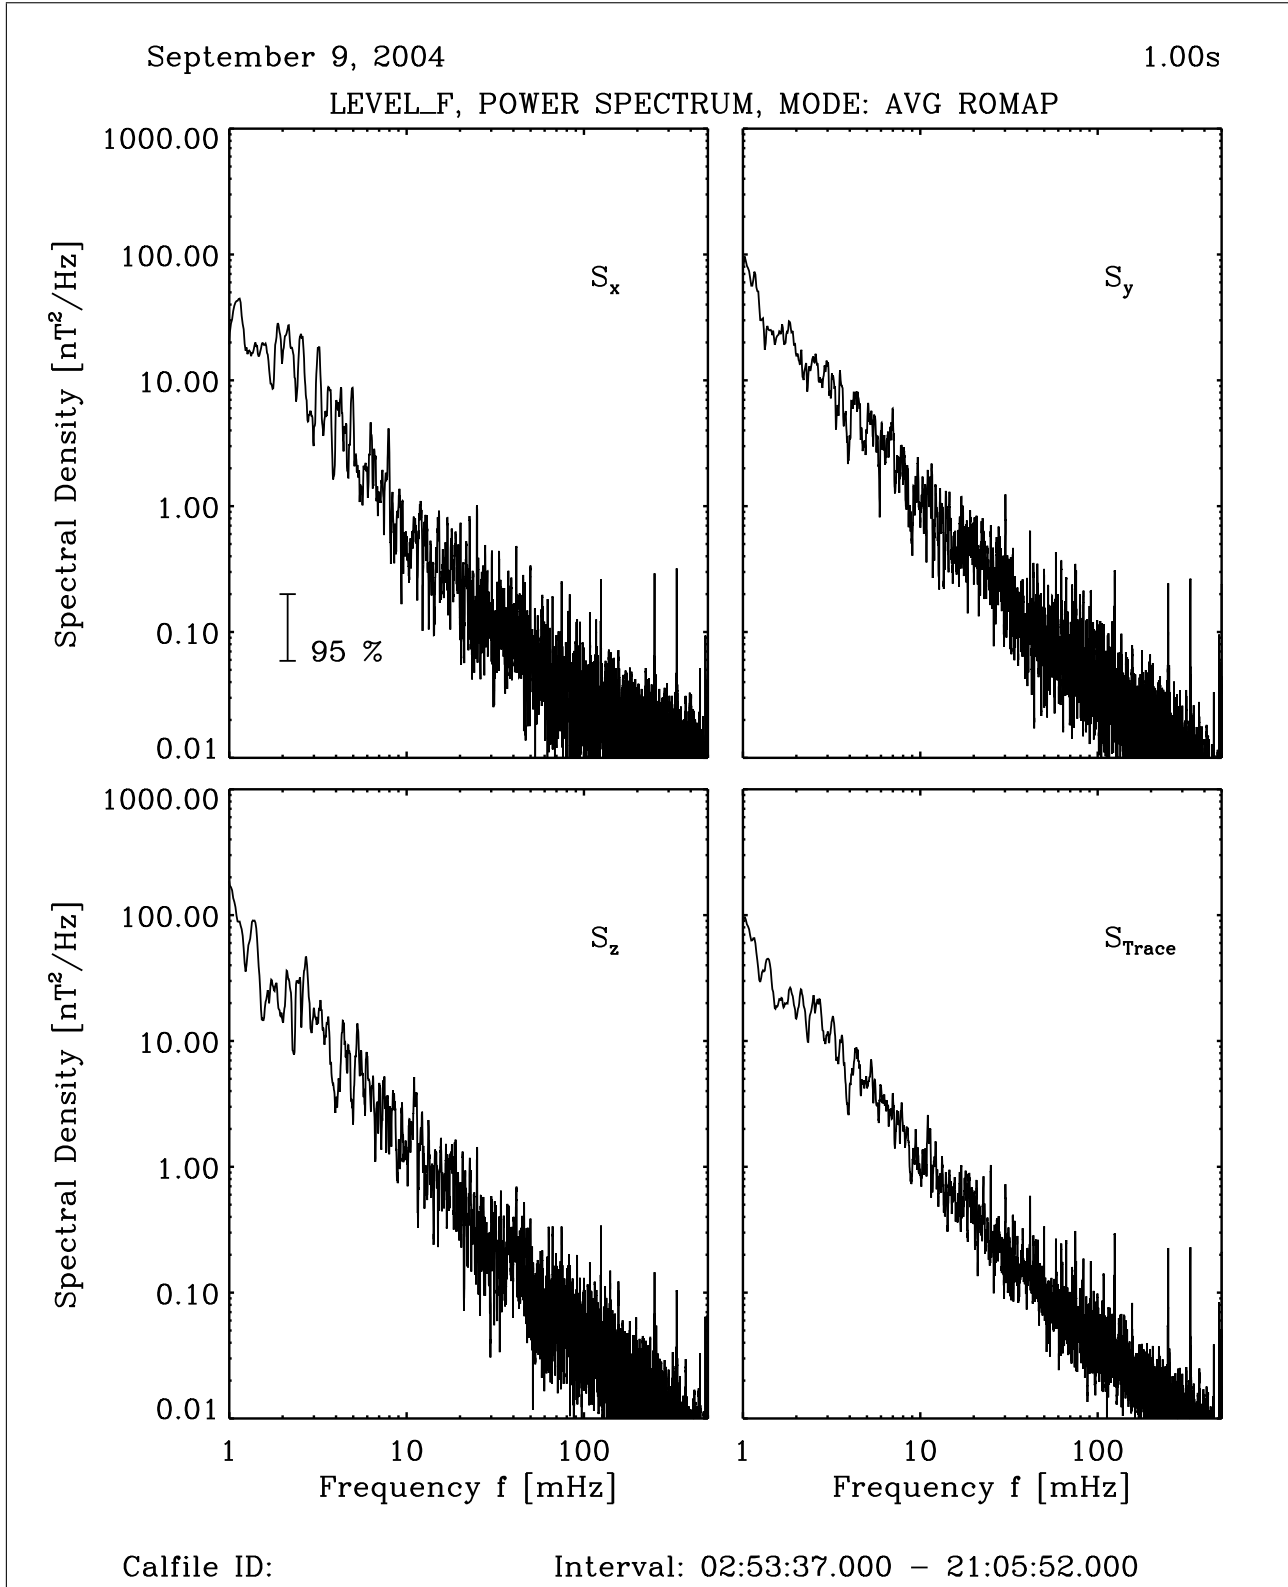 September 9, 2004
1.00s
LEVEL_F, POWER SPECTRUM, MODE: AVG ROMAP
Spectral Density [nT²/Hz]
1000.00
100.00
10.00
1.00
0.10
0.01
Sₓ
95 %
S_y
Spectral Density [nT²/Hz]
1000.00
100.00
10.00
1.00
0.10
0.01
S_z
S_Trace
1
10
100
1
10
100
Frequency f [mHz]
Frequency f [mHz]
Calfile ID:
Interval: 02:53:37.000 – 21:05:52.000